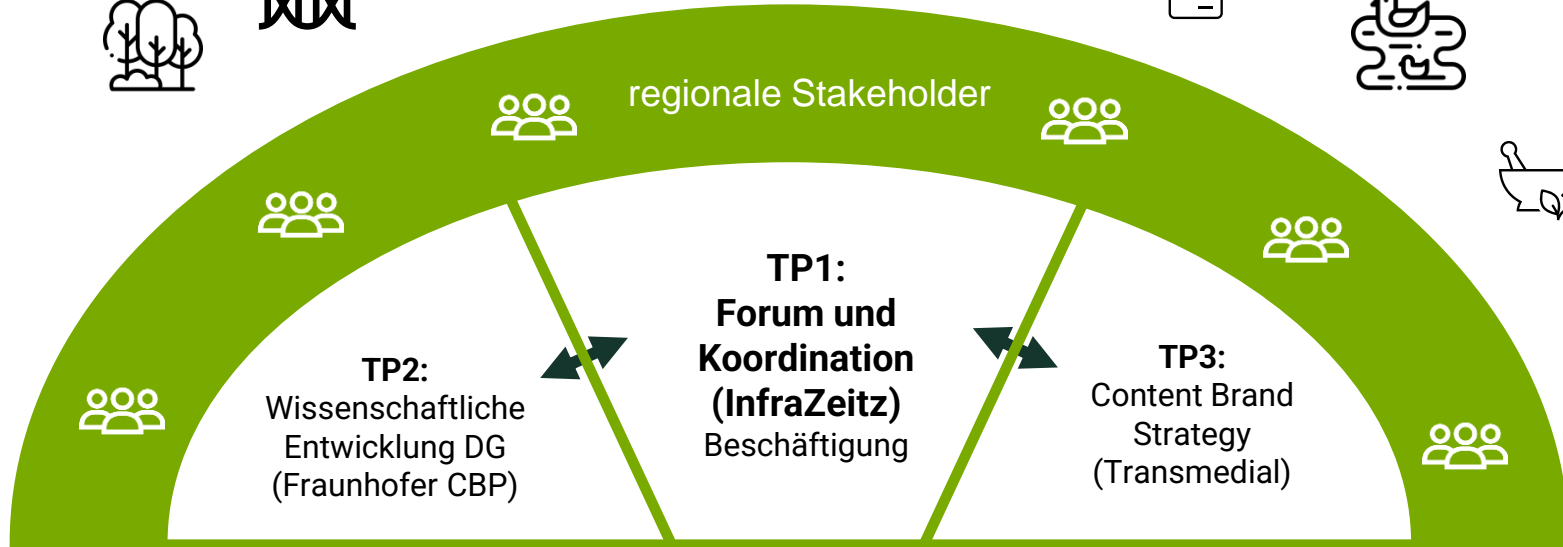 regionale Stakeholder
TP1:
Forum und
Koordination
(InfraZeitz)
Beschäftigung
TP2:
Wissenschaftliche
Entwicklung DG
(Fraunhofer CBP)
TP3:
Content Brand
Strategy
(Transmedial)